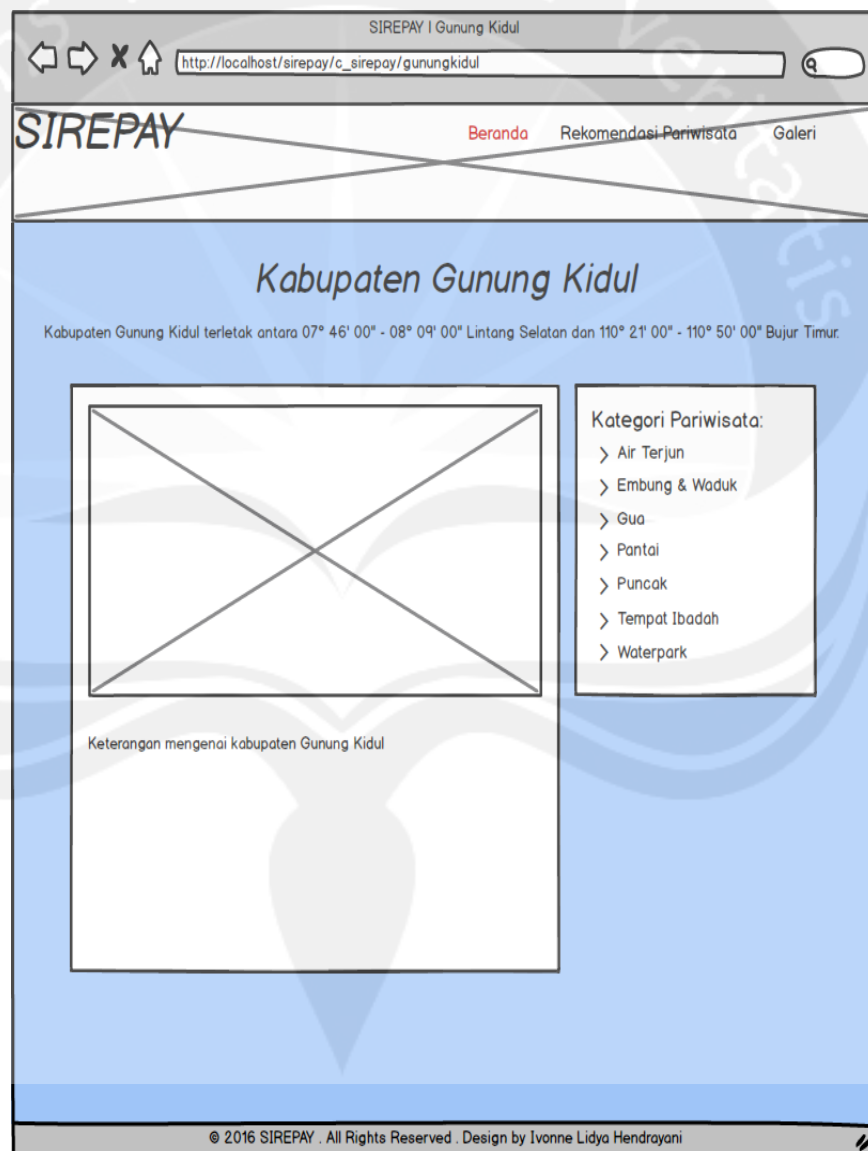 SIREPAY I Gunung Kidul
http://localhost/sirepay/c_sirepay/gunungkidul
SIREPAY
Beranda Rekomendasi Pariwisata Galeri
Kabupaten Gunung Kidul
Kabupaten Gunung Kidul terletak antara 07° 46' 00" - 08° 09' 00" Lintang Selatan dan 110° 21' 00" - 110° 50' 00" Bujur Timur.
Kategori Pariwisata:
Air Terjun
Embung & Waduk
Gua
Pantai
Puncak
Tempat Ibadah
Waterpark
Keterangan mengenai kabupaten Gunung Kidul
© 2016 SIREPAY . All Rights Reserved . Design by Ivonne Lidya Hendrayani
veritatis